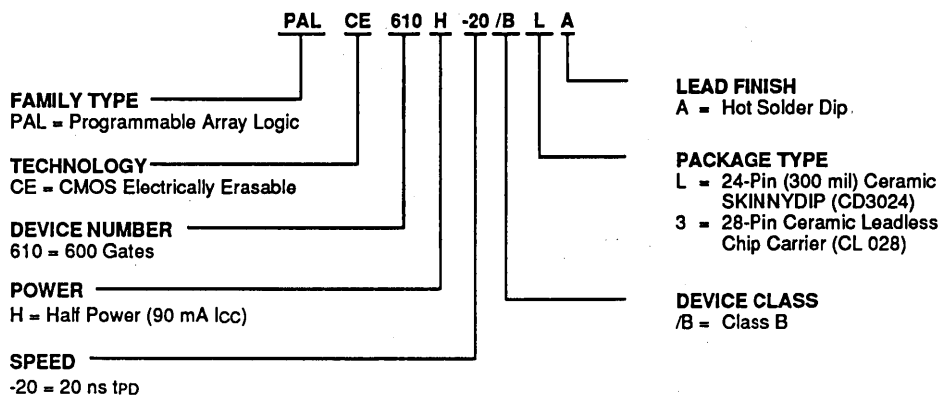 PAL CE 610 H -20 /B L A
FAMILY TYPE
PAL = Programmable Array Logic
TECHNOLOGY
CE = CMOS Electrically Erasable
DEVICE NUMBER
610 = 600 Gates
POWER
H = Half Power (90 mA ICC)
SPEED
-20 = 20 ns tPD
LEAD FINISH
A = Hot Solder Dip
PACKAGE TYPE
L = 24-Pin (300 mil) Ceramic
SKINNYDIP (CD3024)
3 = 28-Pin Ceramic Leadless
Chip Carrier (CL 028)
DEVICE CLASS
/B = Class B